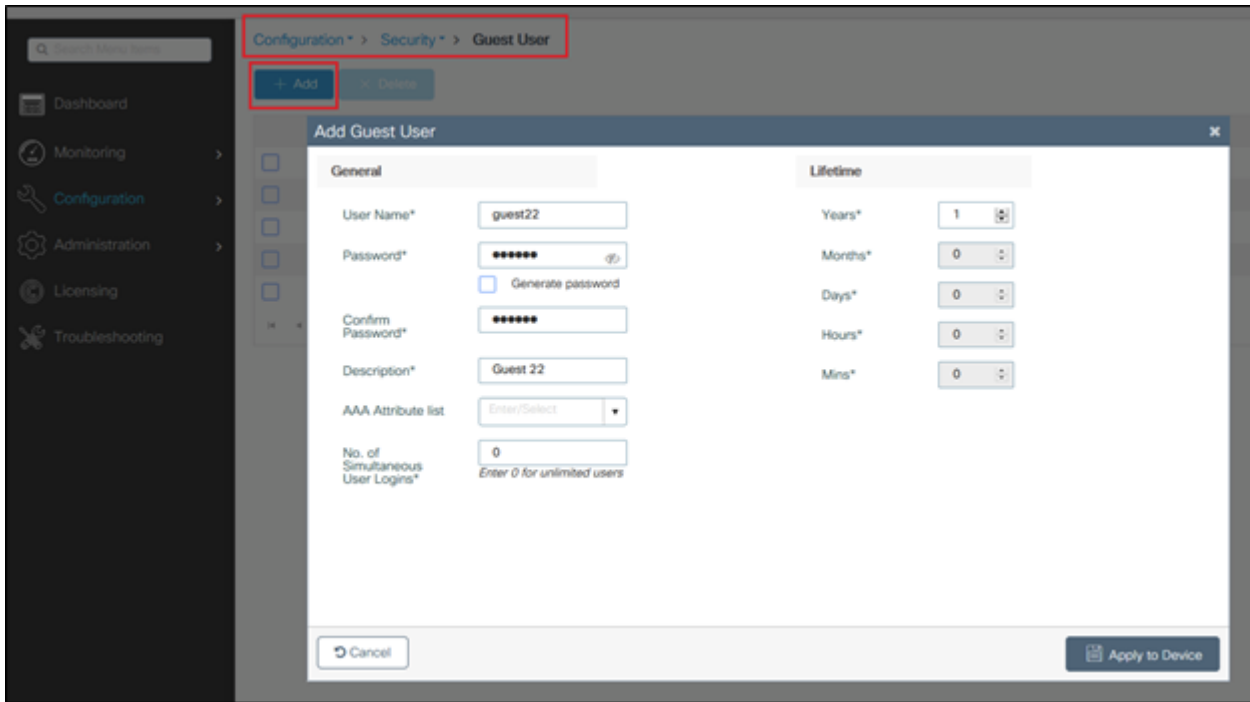 Search Menu Items
Configuration > Security > Guest User
+ Add
× Delete
Dashboard
Monitoring
Configuration
Administration
Licensing
Troubleshooting
Add Guest User
General
User Name*
guest22
Password*
••••••
Generate password
Confirm
Password*
••••••
Description*
Guest 22
AAA Attribute list
Enter/Select
No. of
Simultaneous
User Logins*
0
Enter 0 for unlimited users
Lifetime
Years*
1
Months*
0
Days*
0
Hours*
0
Mins*
0
Cancel
Apply to Device